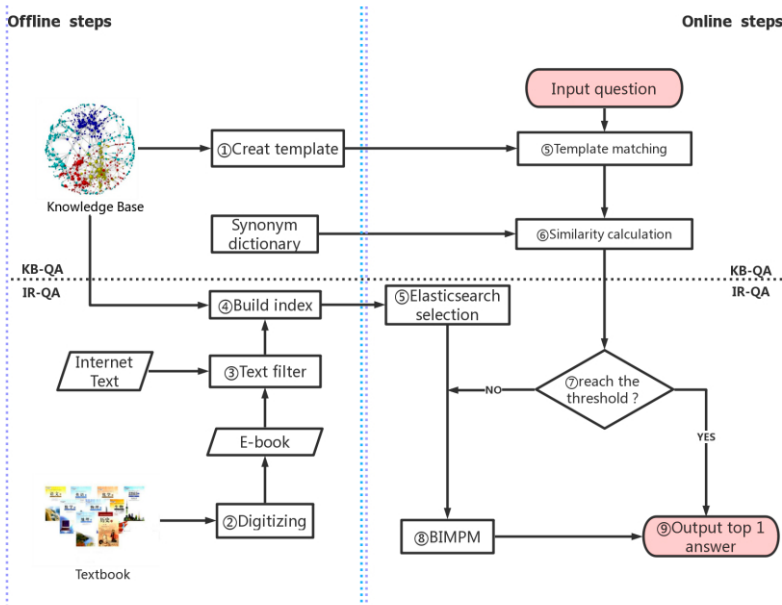 Offline steps
Online steps
Input question
①Creat template
⑤Template matching
Knowledge Base
Synonym
dictionary
⑥Similarity calculation
KB-QA
KB-QA
IR-QA
IR-QA
④Build index
⑤Elasticsearch
selection
Internet
Text
③Text filter
⑦reach the
threshold ?
NO
YES
E-book
②Digitizing
⑧BIMPM
⑨Output top 1
answer
Textbook